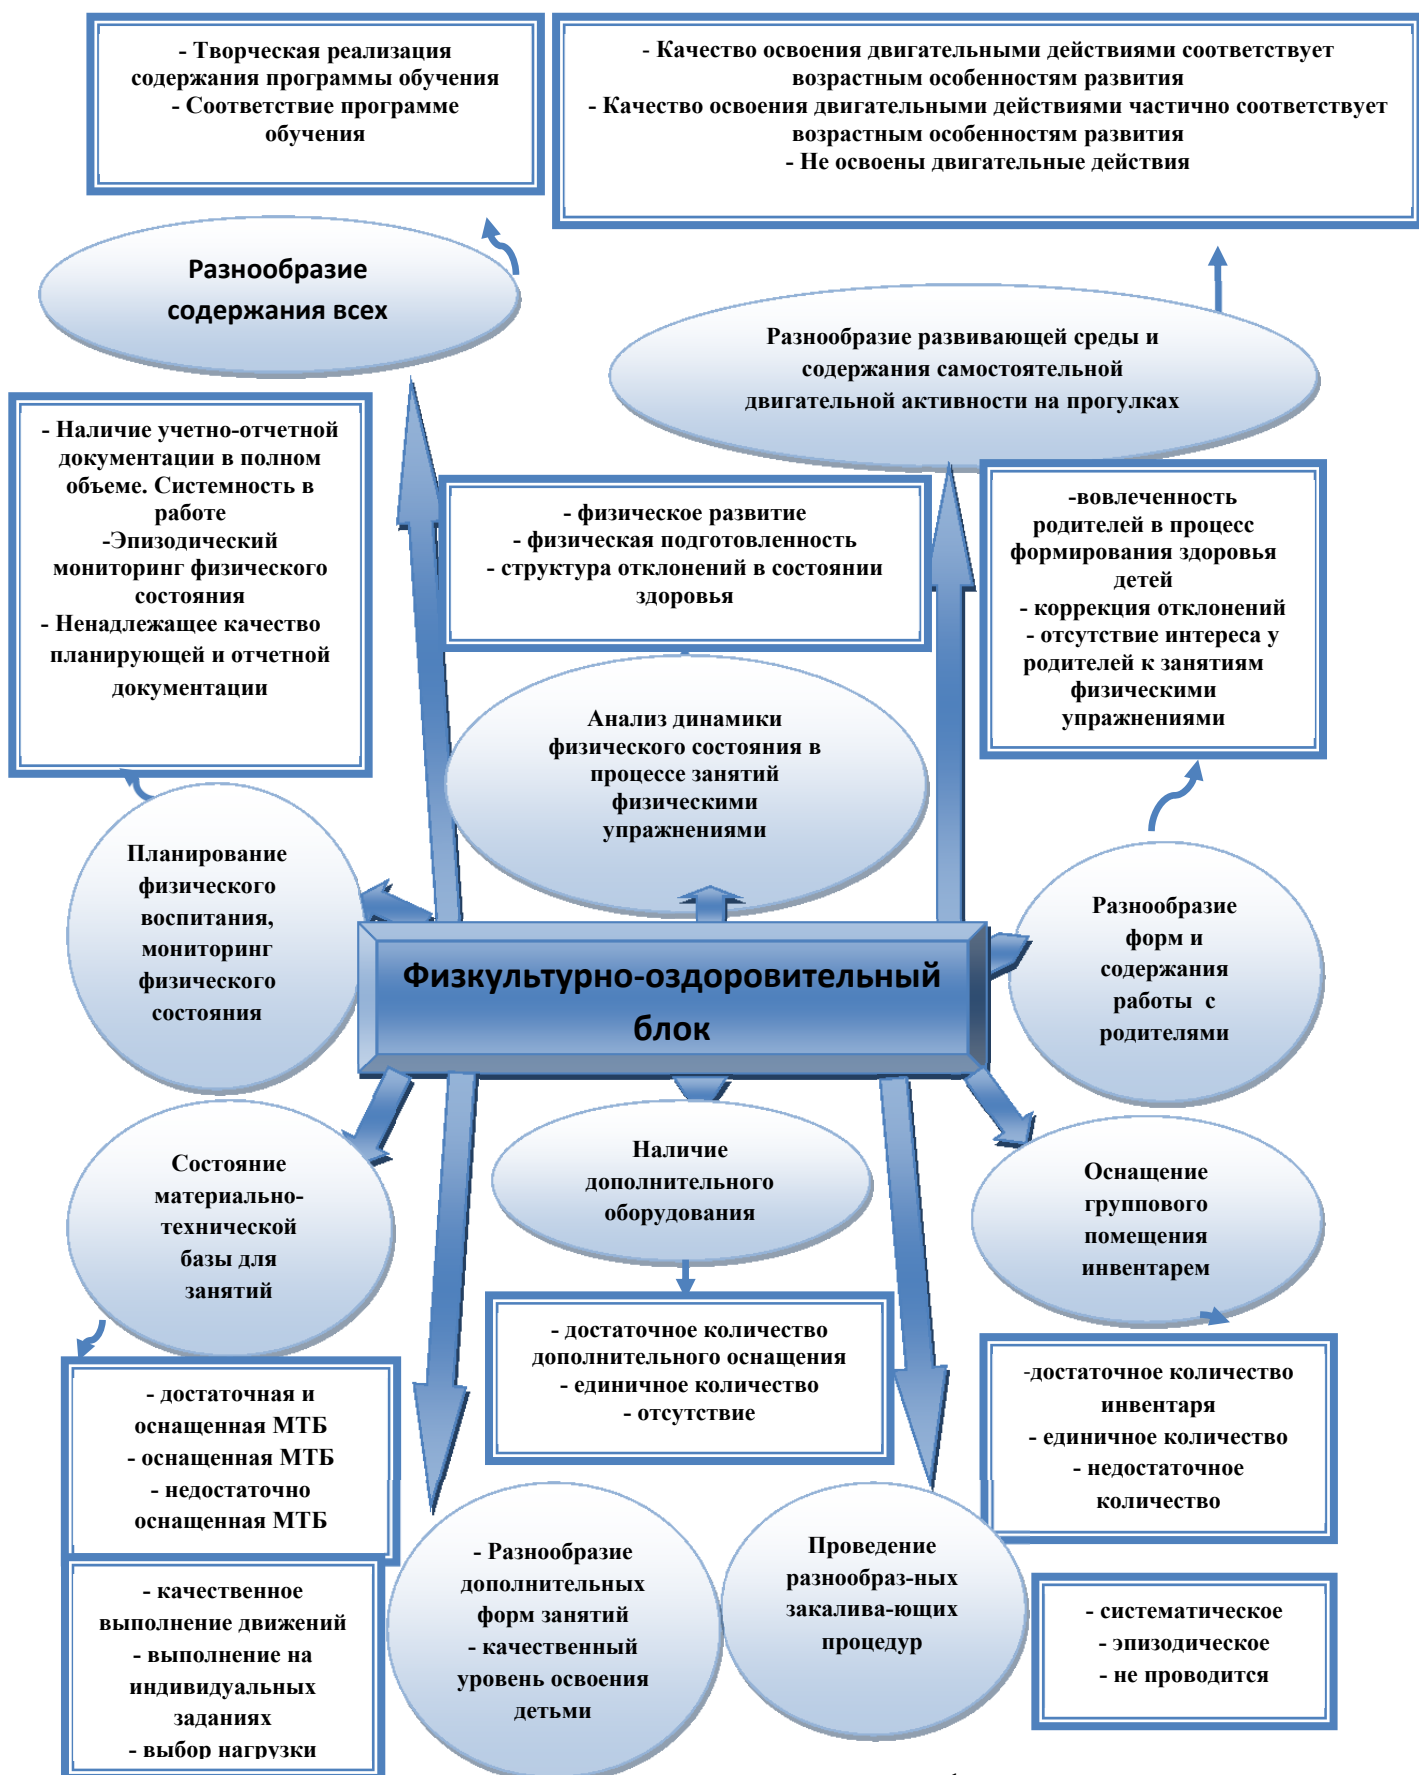 - Творческая реализация
содержания программы обучения
- Соответствие программе
обучения
- Качество освоения двигательными действиями соответствует
возрастным особенностям развития
- Качество освоения двигательными действиями частично соответствует
возрастным особенностям развития
- Не освоены двигательные действия
Разнообразие
содержания всех
Разнообразие развивающей среды и
содержания самостоятельной
двигательной активности на прогулках
- Наличие учетно-отчетной
документации в полном
объеме. Системность в
работе
-Эпизодический
мониторинг физического
состояния
- Ненадлежащее качество
планирующей и отчетной
документации
- физическое развитие
- физическая подготовленность
- структура отклонений в состоянии
здоровья
-вовлеченность
родителей в процесс
формирования здоровья
детей
- коррекция отклонений
- отсутствие интереса у
родителей к занятиям
физическими
упражнениями
Анализ динамики
физического состояния в
процессе занятий
физическими
упражнениями
Планирование
физического
воспитания,
мониторинг
физического
состояния
Разнообразие
форм и
содержания
работы с
родителями
Физкультурно-оздоровительный
блок
Состояние
материально-
технической
базы для
занятий
Наличие
дополнительного
оборудования
Оснащение
группового
помещения
инвентарем
- достаточная и
оснащенная МТБ
- оснащенная МТБ
- недостаточно
оснащенная МТБ
- достаточное количество
дополнительного оснащения
- единичное количество
- отсутствие
-достаточное количество
инвентаря
- единичное количество
- недостаточное
количество
- качественное
выполнение движений
- выполнение на
индивидуальных
заданиях
- выбор нагрузки
- Разнообразие
дополнительных
форм занятий
- качественный
уровень освоения
детьми
Проведение
разнообраз-ных
закалива-ющих
процедур
- систематическое
- эпизодическое
- не проводится